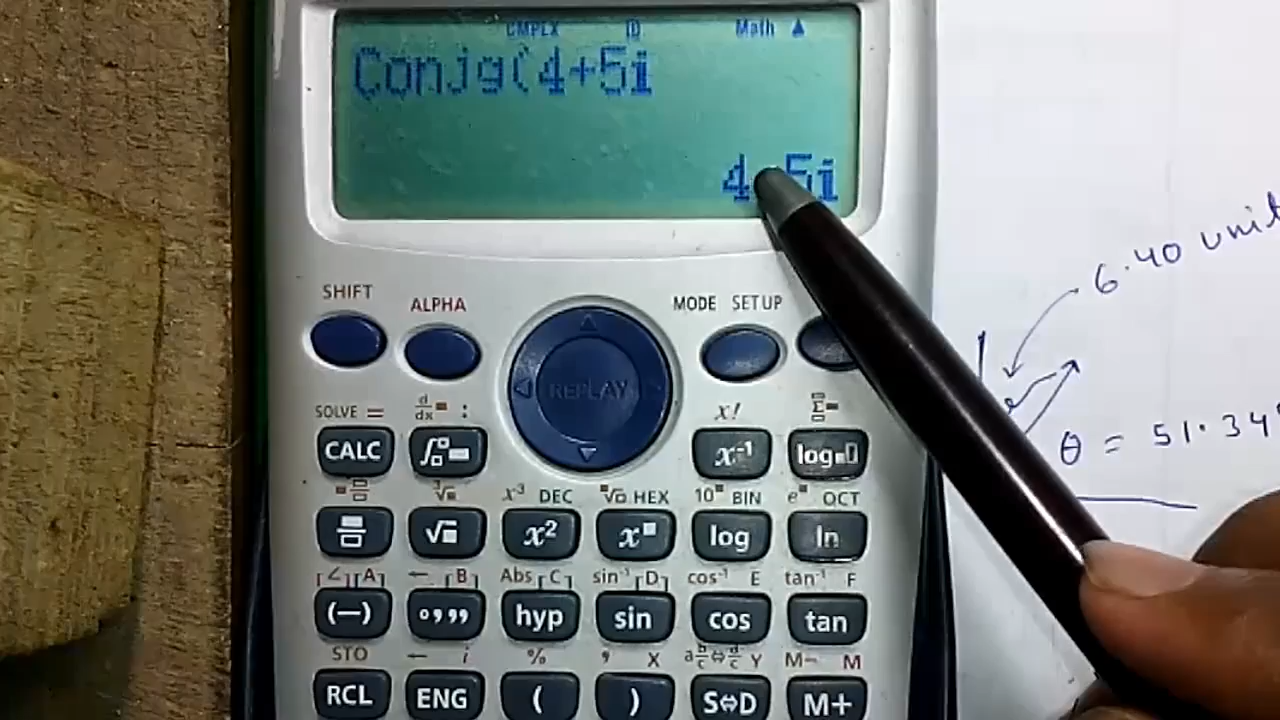 CMPLX D Math ▲
Conjg(4+5i
4-5i
SHIFT ALPHA MODE SETUP
REPLAY
6.40 unit
θ = 51.34°
SOLVE = d/dx :  x! Σ=
CALC ∫ x⁻¹ log
³√ x³ DEC √ HEX 10 BIN e OCT
√ x² x log ln
∠ A ← B Abs C sin⁻¹ D cos⁻¹ E tan⁻¹ F
(—) °,,, hyp sin cos tan
STO ← i % , X a b/c⇔d/c Y M− M
RCL ENG ( ) S⇔D M+